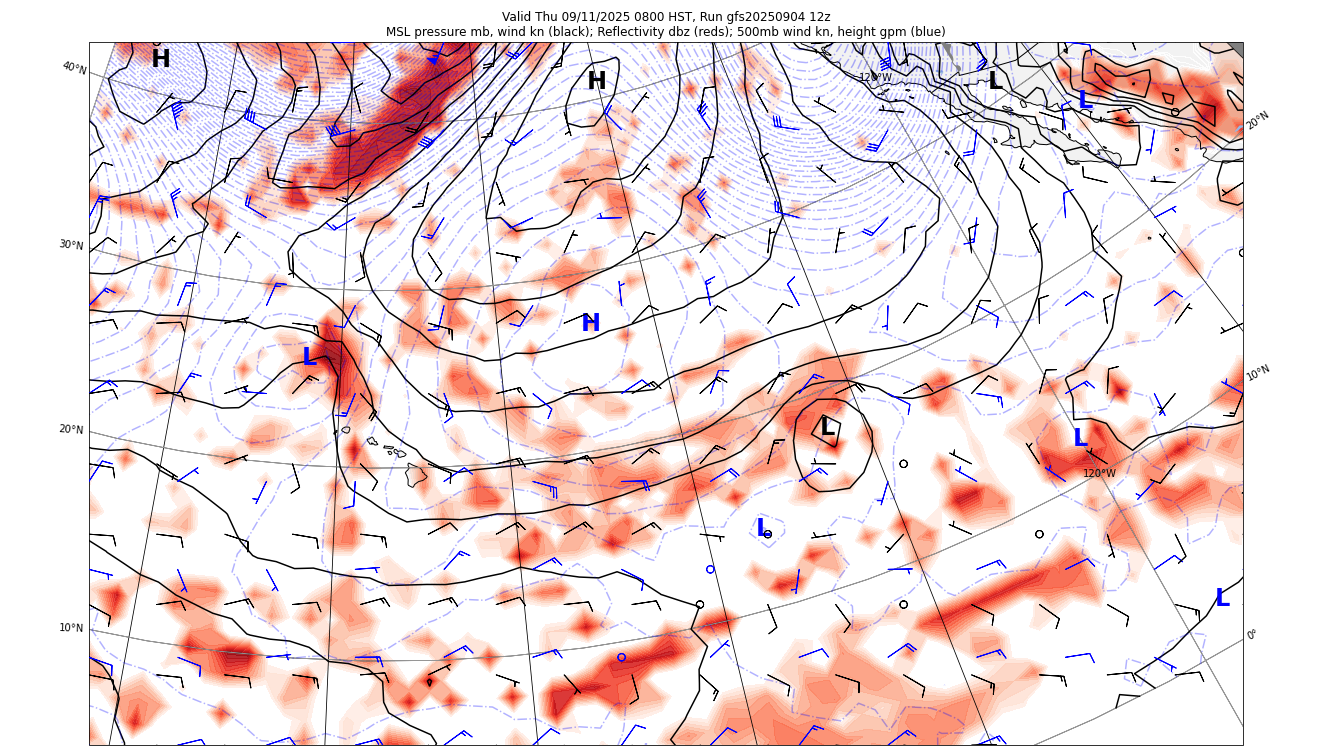 Valid Thu 09/11/2025 0800 HST, Run gfs20250904 12z
MSL pressure mb, wind kn (black); Reflectivity dbz (reds); 500mb wind kn, height gpm (blue)
H
H
L
120°W
L
40°N
20°N
30°N
H
L
10°N
20°N
L
L
120°W
L
L
10°N
0°